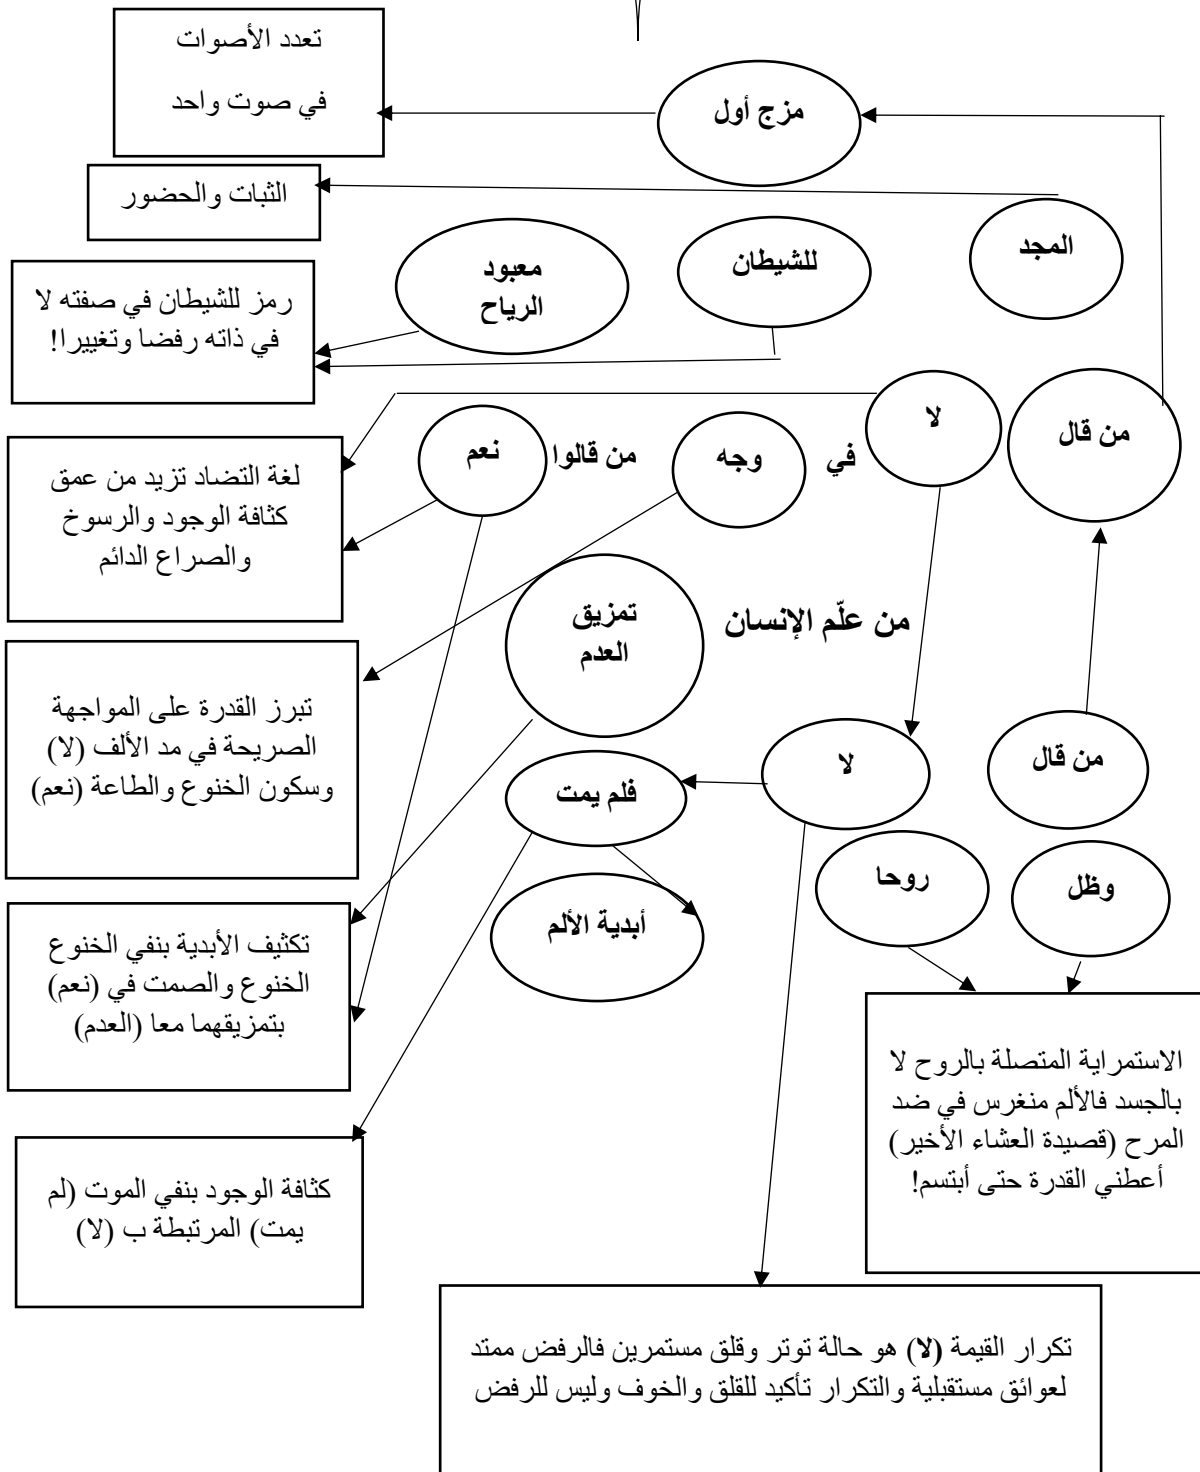 تعدد الأصوات
في صوت واحد
مزج أول
الثبات والحضور
المجد
للشيطان
معبود
الرياح
رمز للشيطان في صفته لا
في ذاته رفضا وتغييرا!
من قال
لا
في
وجه
من قالوا
نعم
لغة التضاد تزيد من عمق
كثافة الوجود والرسوخ
والصراع الدائم
من علّم الإنسان
تمزيق
العدم
تبرز القدرة على المواجهة
الصريحة في مد الألف (لا)
وسكون الخنوع والطاعة (نعم)
من قال
لا
فلم يمت
وظل
روحا
أبدية الألم
تكثيف الأبدية بنفي الخنوع
الخنوع والصمت في (نعم)
بتمزيقهما معا (العدم)
الاستمراية المتصلة بالروح لا
بالجسد فالألم منغرس في ضد
المرح (قصيدة العشاء الأخير)
أعطني القدرة حتى أبتسم!
كثافة الوجود بنفي الموت (لم
يمت) المرتبطة ب (لا)
تكرار القيمة (لا) هو حالة توتر وقلق مستمرين فالرفض ممتد
لعوائق مستقبلية والتكرار تأكيد للقلق والخوف وليس للرفض